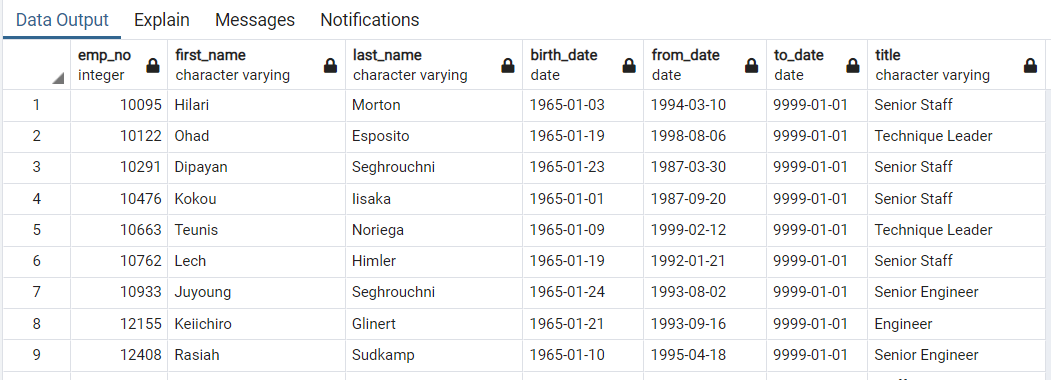 Data Output Explain Messages Notifications
emp_no first_name last_name birth_date from_date to_date title
integer character varying character varying date date date character varying
1 10095 Hilari Morton 1965-01-03 1994-03-10 9999-01-01 Senior Staff
2 10122 Ohad Esposito 1965-01-19 1998-08-06 9999-01-01 Technique Leader
3 10291 Dipayan Seghrouchni 1965-01-23 1987-03-30 9999-01-01 Senior Staff
4 10476 Kokou Iisaka 1965-01-01 1987-09-20 9999-01-01 Senior Staff
5 10663 Teunis Noriega 1965-01-09 1999-02-12 9999-01-01 Technique Leader
6 10762 Lech Himler 1965-01-19 1992-01-21 9999-01-01 Senior Staff
7 10933 Juyoung Seghrouchni 1965-01-24 1993-08-02 9999-01-01 Senior Engineer
8 12155 Keiichiro Glinert 1965-01-21 1993-09-16 9999-01-01 Engineer
9 12408 Rasiah Sudkamp 1965-01-10 1995-04-18 9999-01-01 Senior Engineer